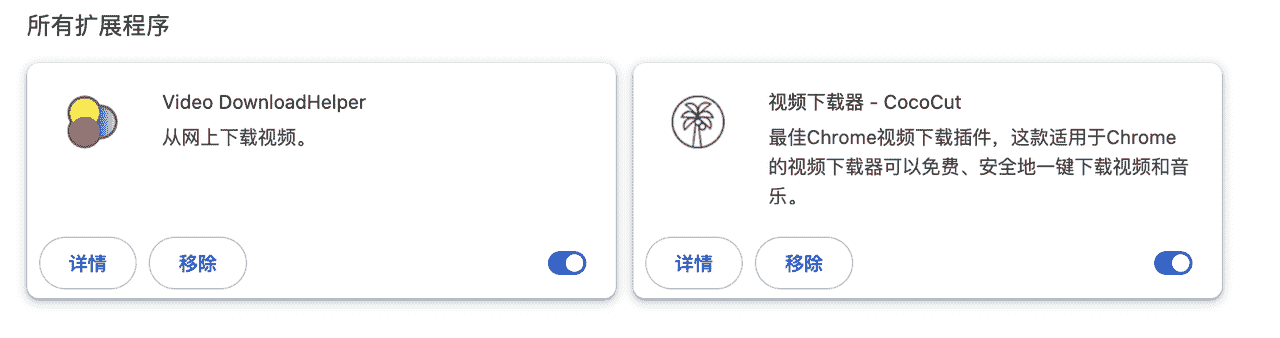 所有扩展程序
Video DownloadHelper
从网上下载视频。
详情
移除
视频下载器 - CocoCut
最佳Chrome视频下载插件，这款适用于Chrome
的视频下载器可以免费、安全地一键下载视频和音
乐。
详情
移除